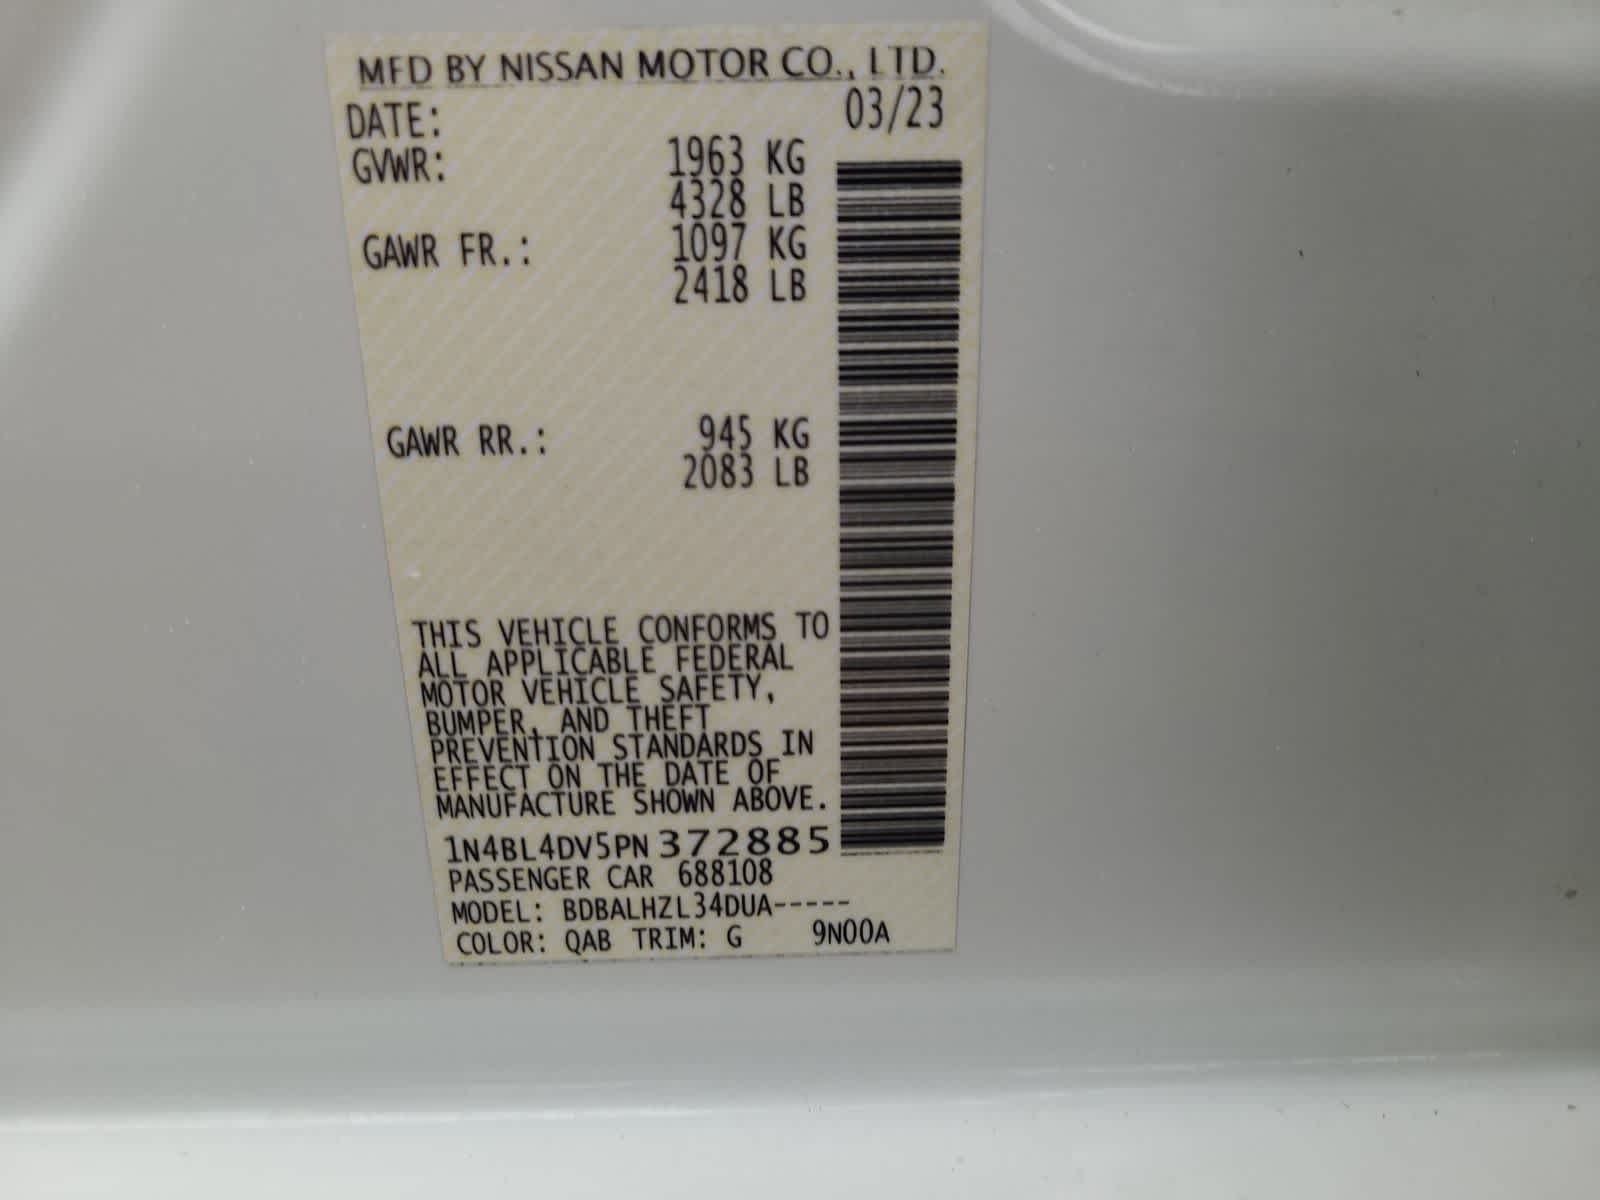 MFD BY NISSAN MOTOR CO., LTD.
DATE: 03/23
GVWR: 1963 KG
4328 LB
GAWR FR.: 1097 KG
2418 LB
GAWR RR.: 945 KG
2083 LB
THIS VEHICLE CONFORMS TO
ALL APPLICABLE FEDERAL
MOTOR VEHICLE SAFETY,
BUMPER, AND THEFT
PREVENTION STANDARDS IN
EFFECT ON THE DATE OF
MANUFACTURE SHOWN ABOVE.
1N4BL4DV5PN372885
PASSENGER CAR 688108
MODEL: BDBALHZL34DUA-----
COLOR: QAB TRIM: G 9N00A